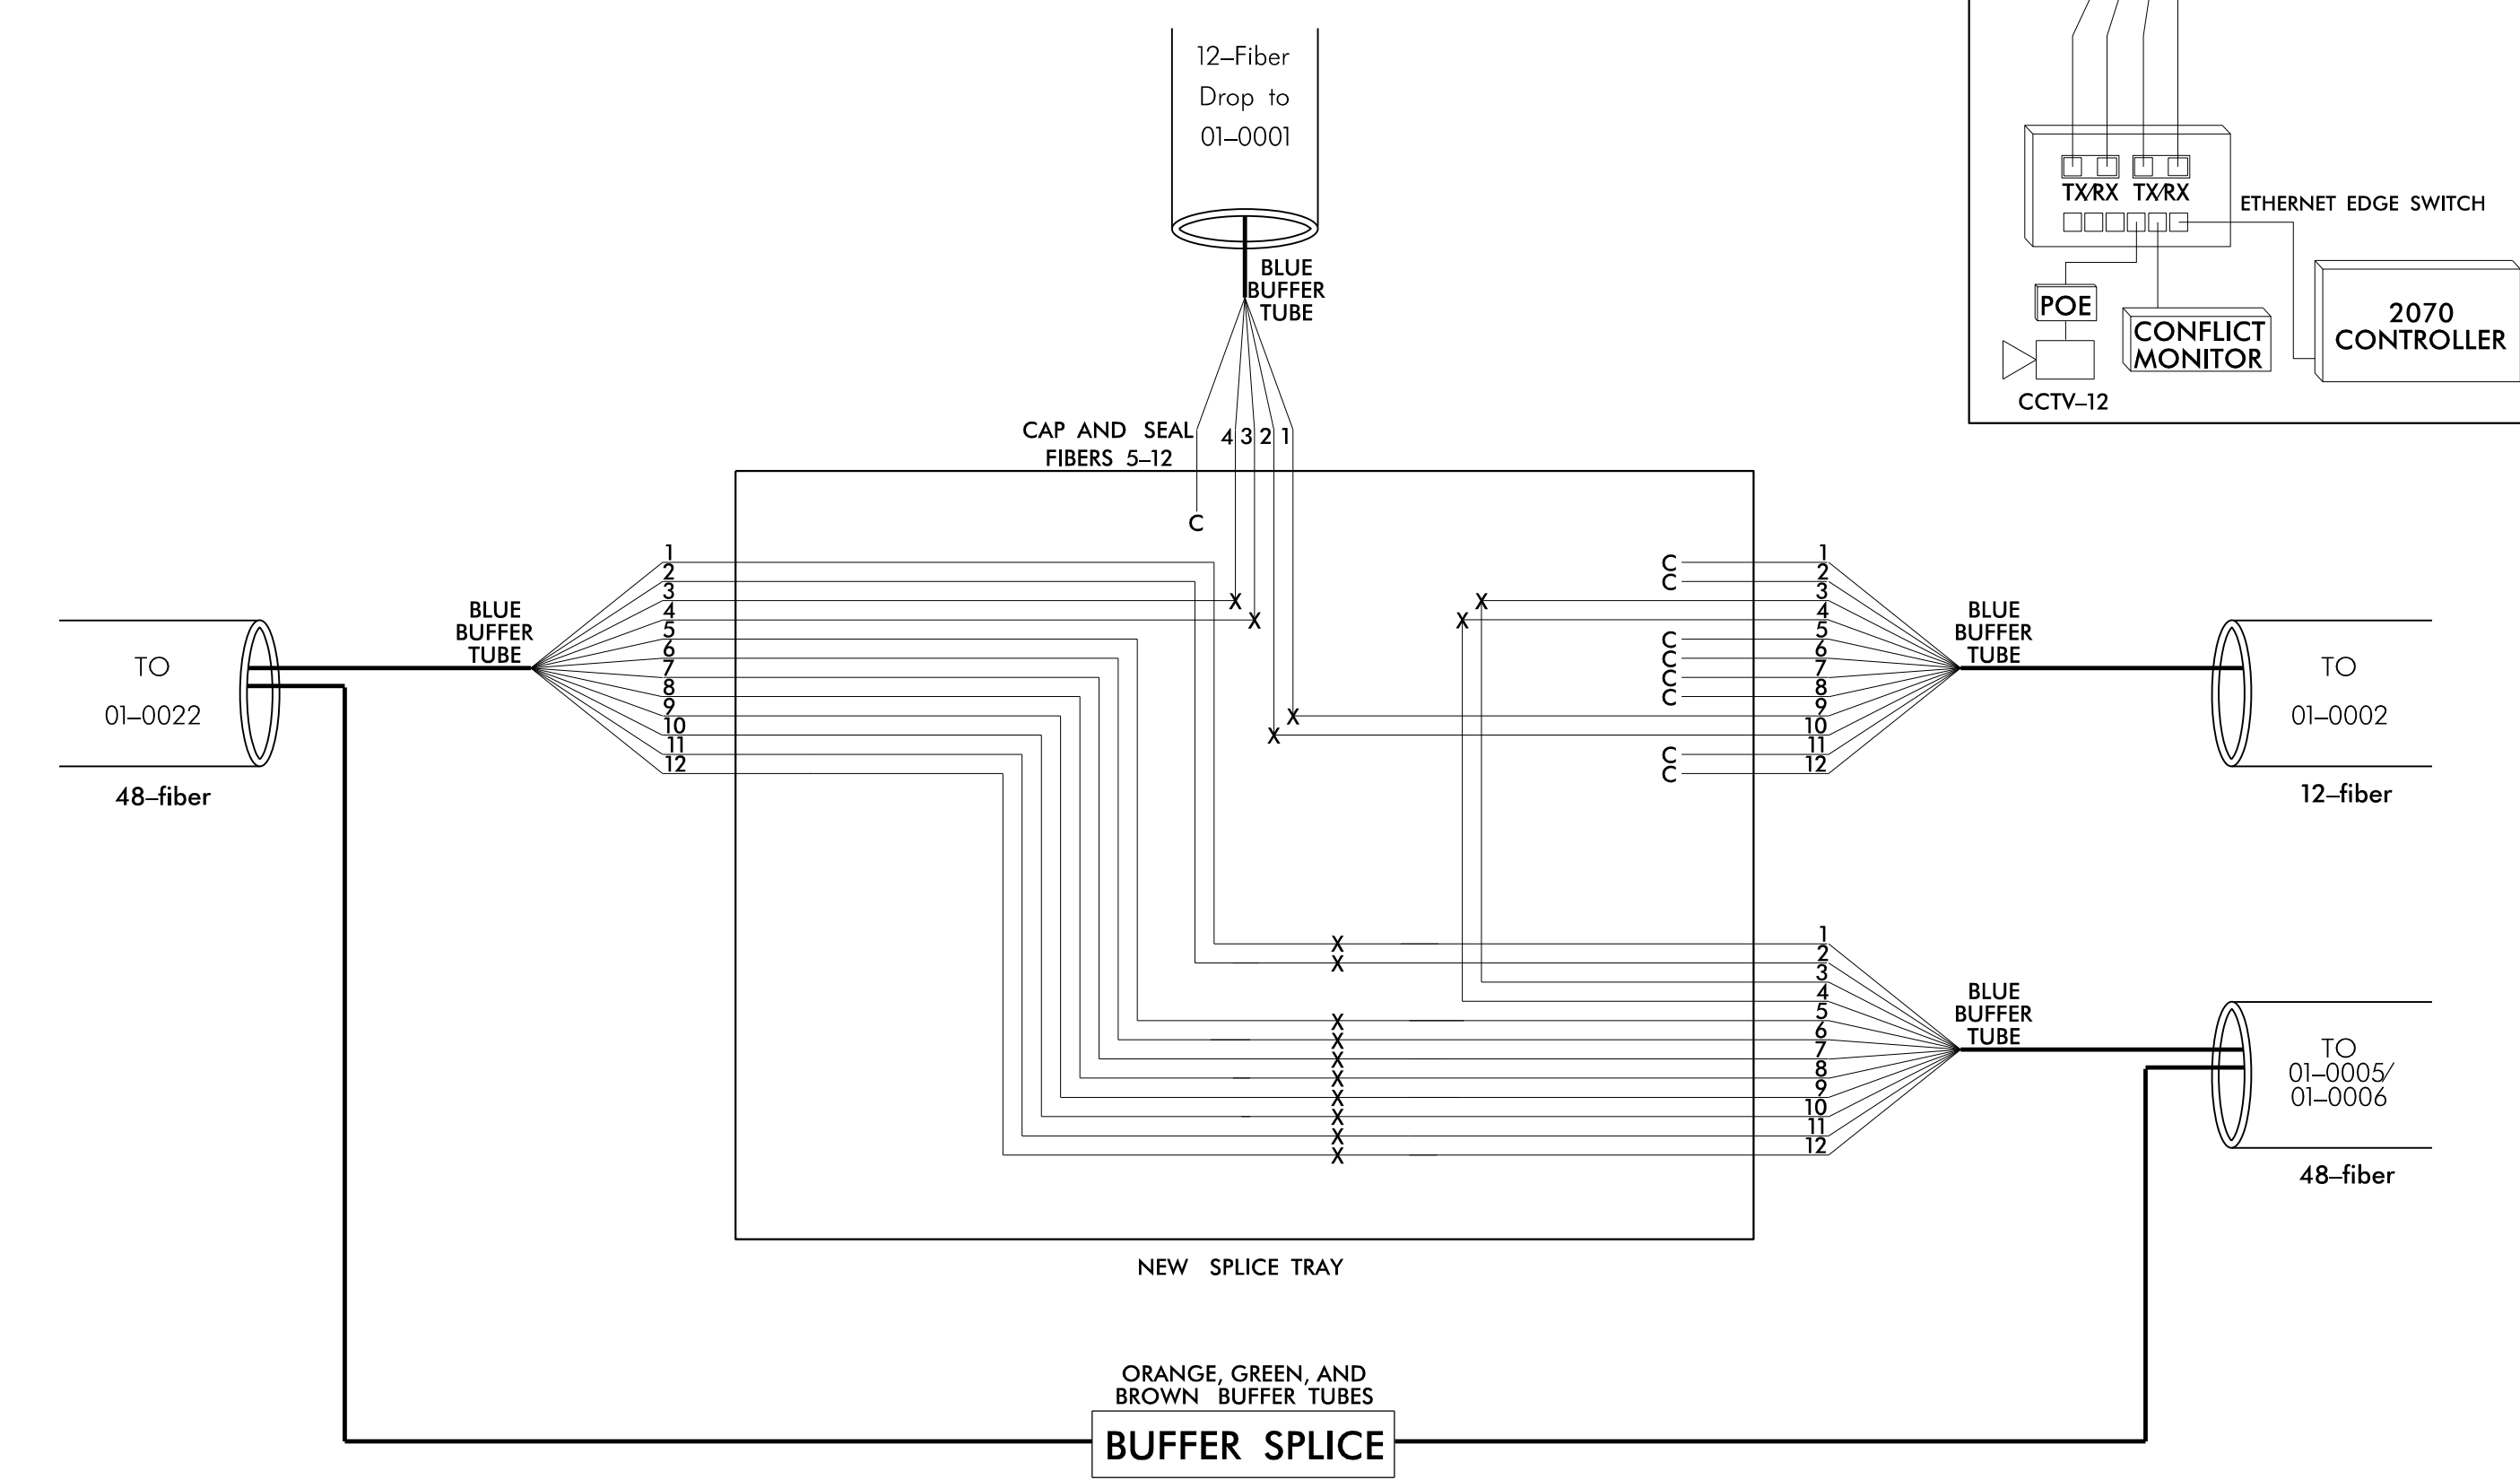 12–Fiber
Drop to
01–0001
BLUE
BUFFER
TUBE
CAP AND SEAL
FIBERS 5–12
4 3 2 1
C
TX/RX TX/RX
ETHERNET EDGE SWITCH
POE
CONFLICT
MONITOR
2070
CONTROLLER
CCTV–12
TO
01–0022
48–fiber
BLUE
BUFFER
TUBE
1
2
3
4
5
6
7
8
9
10
11
12
X
X
X
X
X
X
C
C
C
C
C
C
C
C
1
2
3
4
5
6
7
8
9
10
11
12
BLUE
BUFFER
TUBE
TO
01–0002
12–fiber
X
X
X
X
X
X
X
X
X
X
1
2
3
4
5
6
7
8
9
10
11
12
BLUE
BUFFER
TUBE
TO
01–0005/
01–0006
48–fiber
NEW SPLICE TRAY
ORANGE, GREEN, AND
BROWN BUFFER TUBES
BUFFER SPLICE